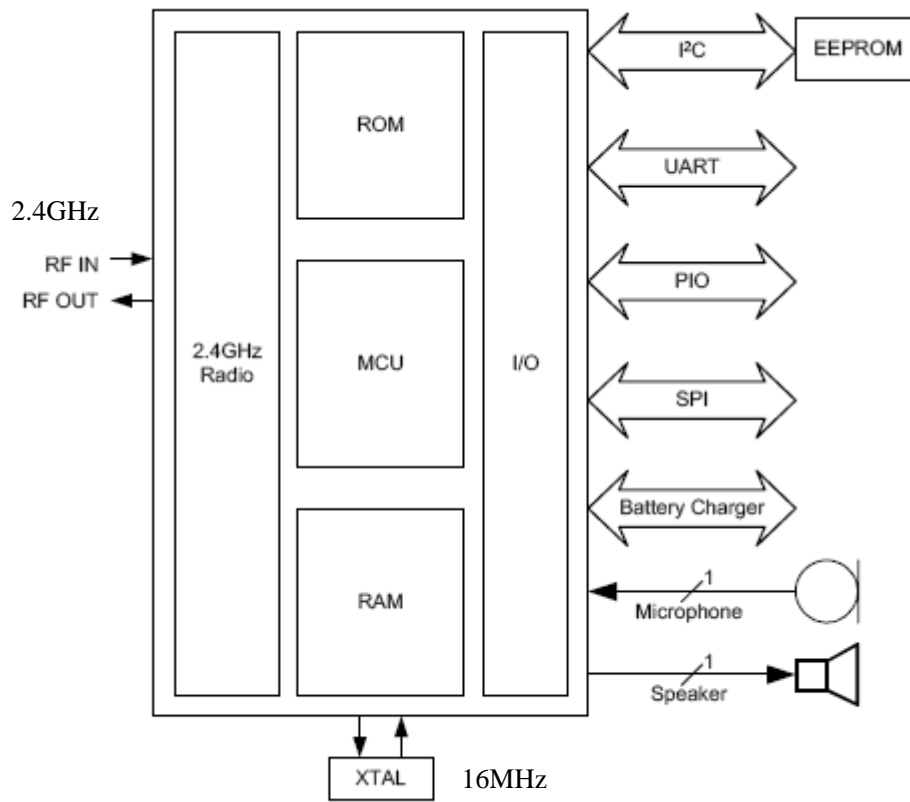 I²C
EEPROM
ROM
UART
2.4GHz
RF IN
RF OUT
PIO
2.4GHz
Radio
MCU
I/O
SPI
Battery Charger
1
Microphone
RAM
1
Speaker
XTAL
16MHz